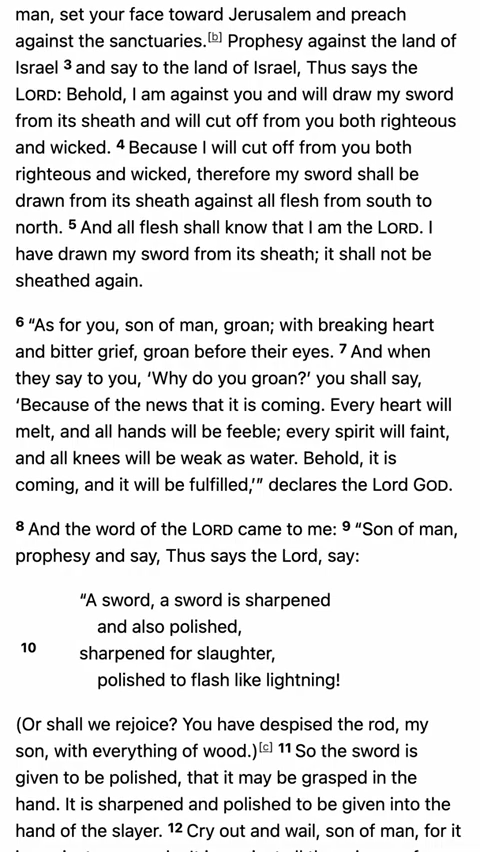 man, set your face toward Jerusalem and preach
against the sanctuaries.[b] Prophesy against the land of
Israel 3 and say to the land of Israel, Thus says the
LORD: Behold, I am against you and will draw my sword
from its sheath and will cut off from you both righteous
and wicked. 4 Because I will cut off from you both
righteous and wicked, therefore my sword shall be
drawn from its sheath against all flesh from south to
north. 5 And all flesh shall know that I am the LORD. I
have drawn my sword from its sheath; it shall not be
sheathed again.
6 “As for you, son of man, groan; with breaking heart
and bitter grief, groan before their eyes. 7 And when
they say to you, ‘Why do you groan?’ you shall say,
‘Because of the news that it is coming. Every heart will
melt, and all hands will be feeble; every spirit will faint,
and all knees will be weak as water. Behold, it is
coming, and it will be fulfilled,’” declares the Lord GOD.
8 And the word of the LORD came to me: 9 “Son of man,
prophesy and say, Thus says the Lord, say:
“A sword, a sword is sharpened
and also polished,
10 sharpened for slaughter,
polished to flash like lightning!
(Or shall we rejoice? You have despised the rod, my
son, with everything of wood.)[c] 11 So the sword is
given to be polished, that it may be grasped in the
hand. It is sharpened and polished to be given into the
hand of the slayer. 12 Cry out and wail, son of man, for it